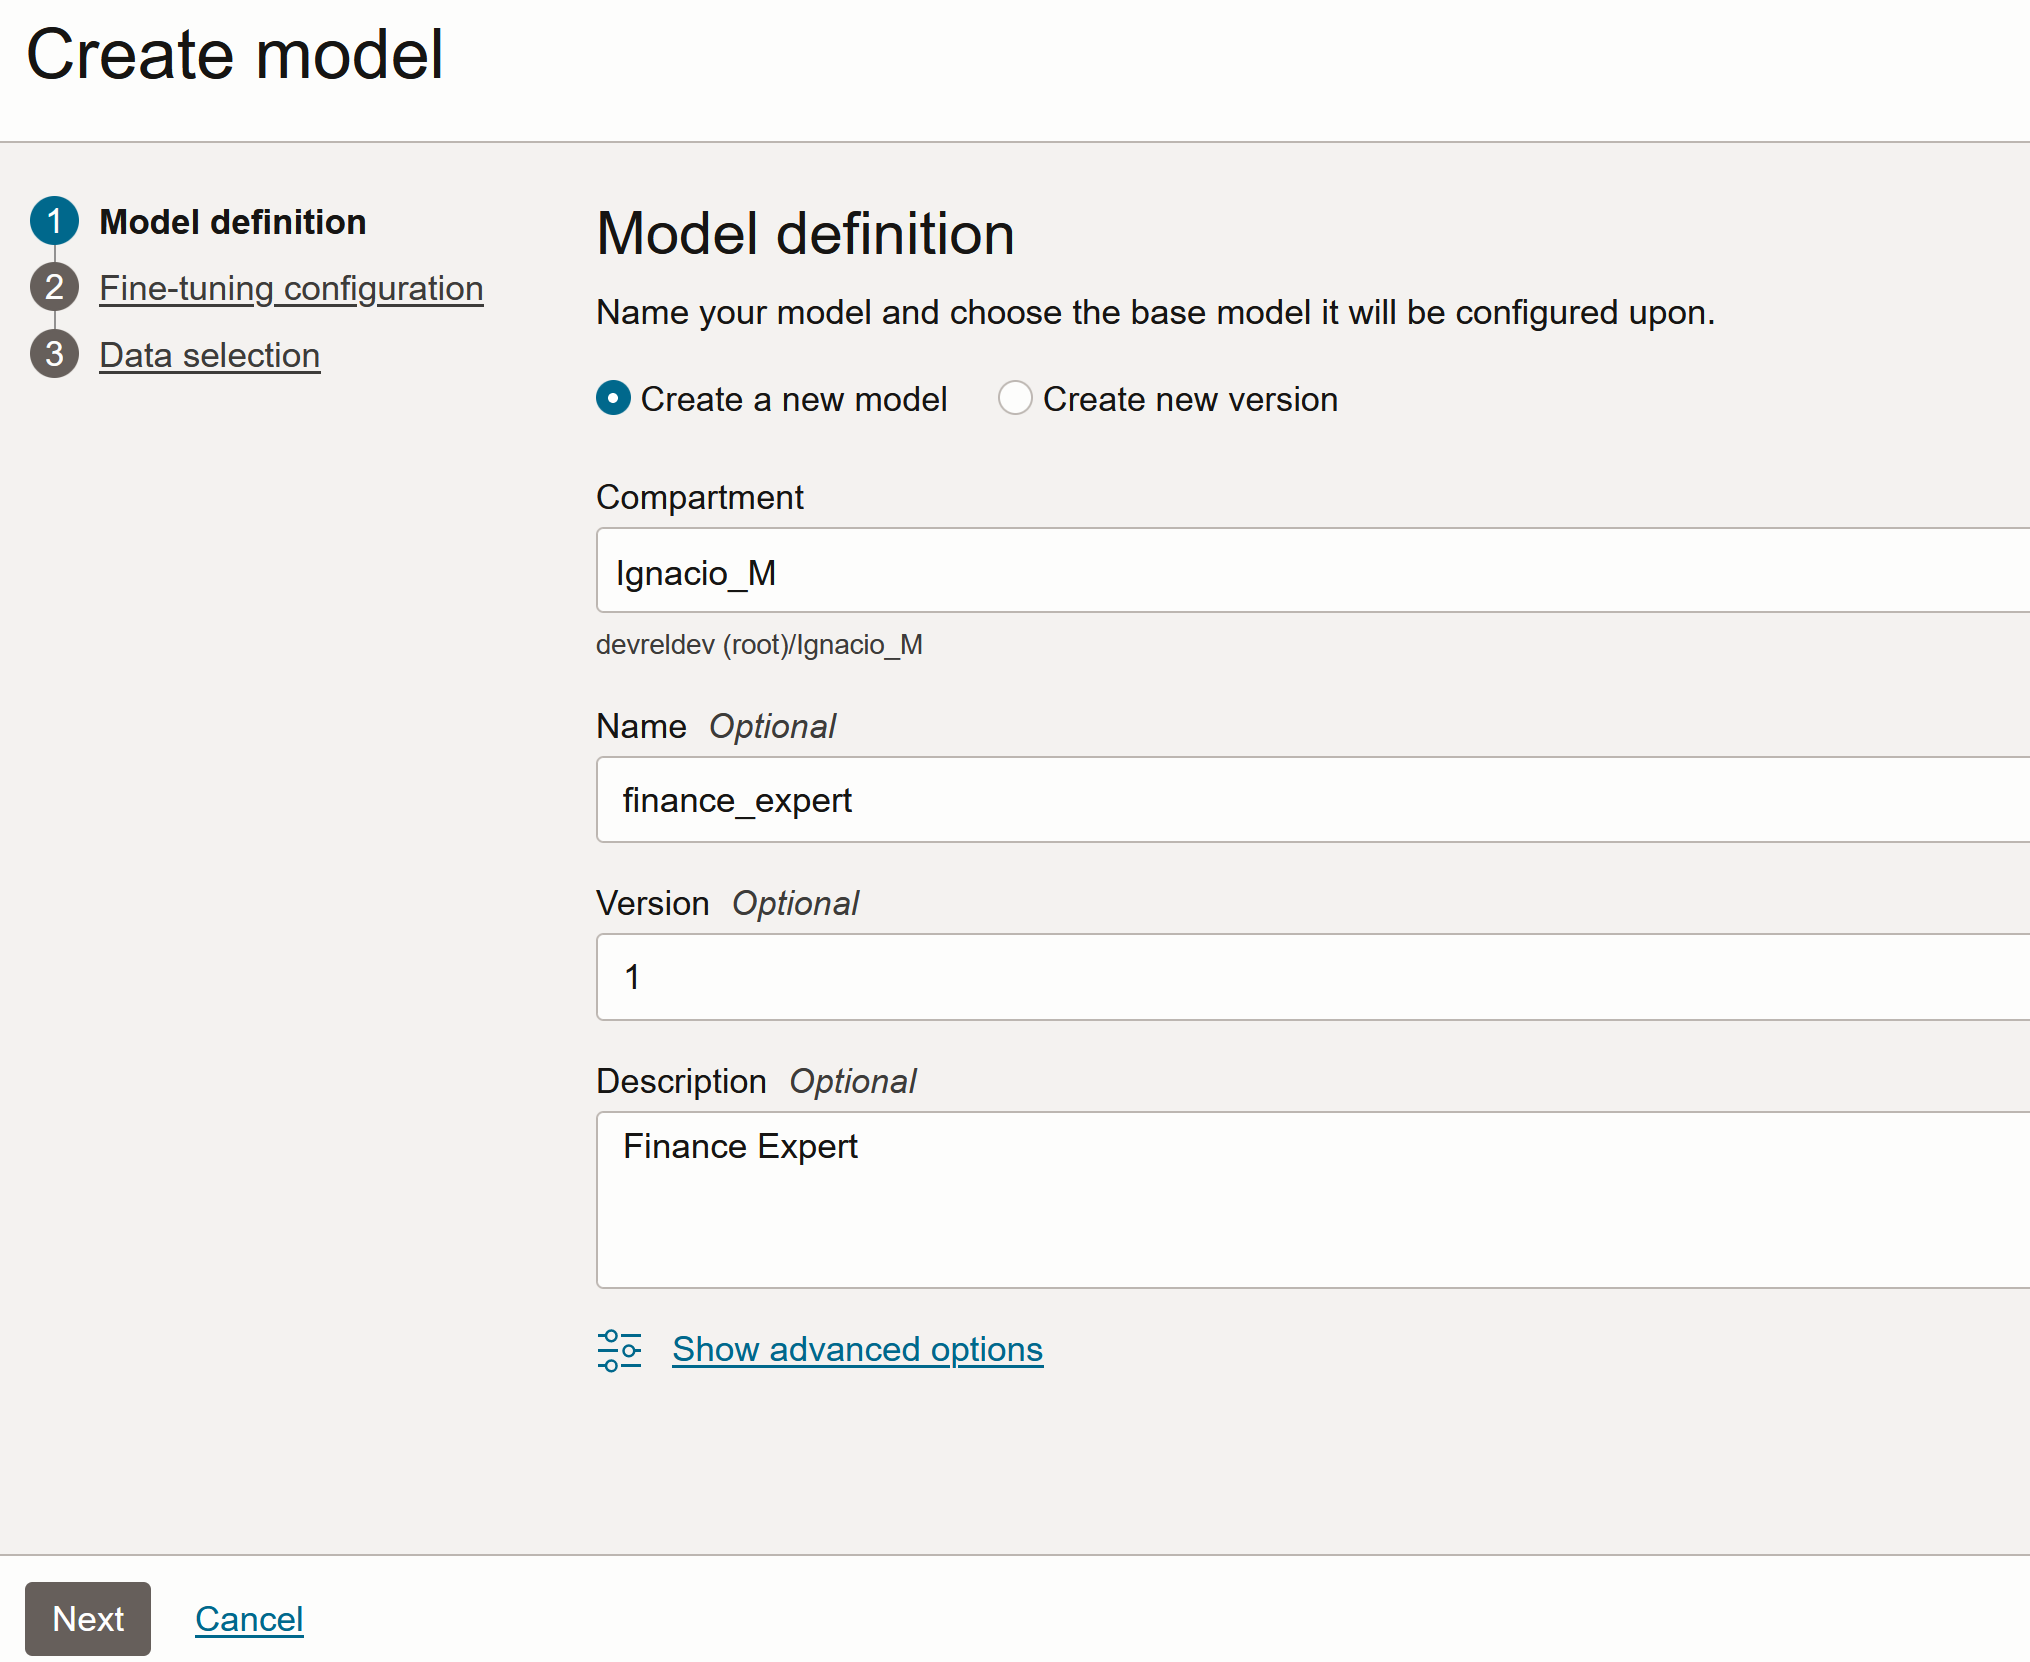 Create model
1 Model definition
2 Fine-tuning configuration
3 Data selection
Model definition
Name your model and choose the base model it will be configured upon.
Create a new model Create new version
Compartment
Ignacio_M
devreldev (root)/Ignacio_M
Name Optional
finance_expert
Version Optional
1
Description Optional
Finance Expert
Show advanced options
Next Cancel